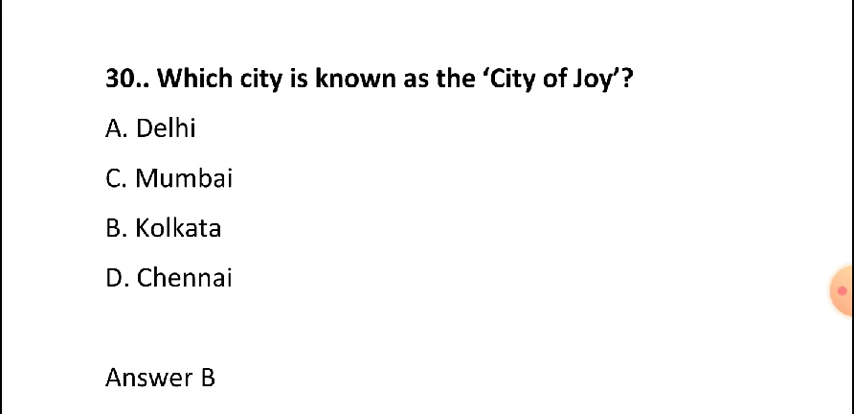 30.. Which city is known as the ‘City of Joy’?
A. Delhi
C. Mumbai
B. Kolkata
D. Chennai
Answer B